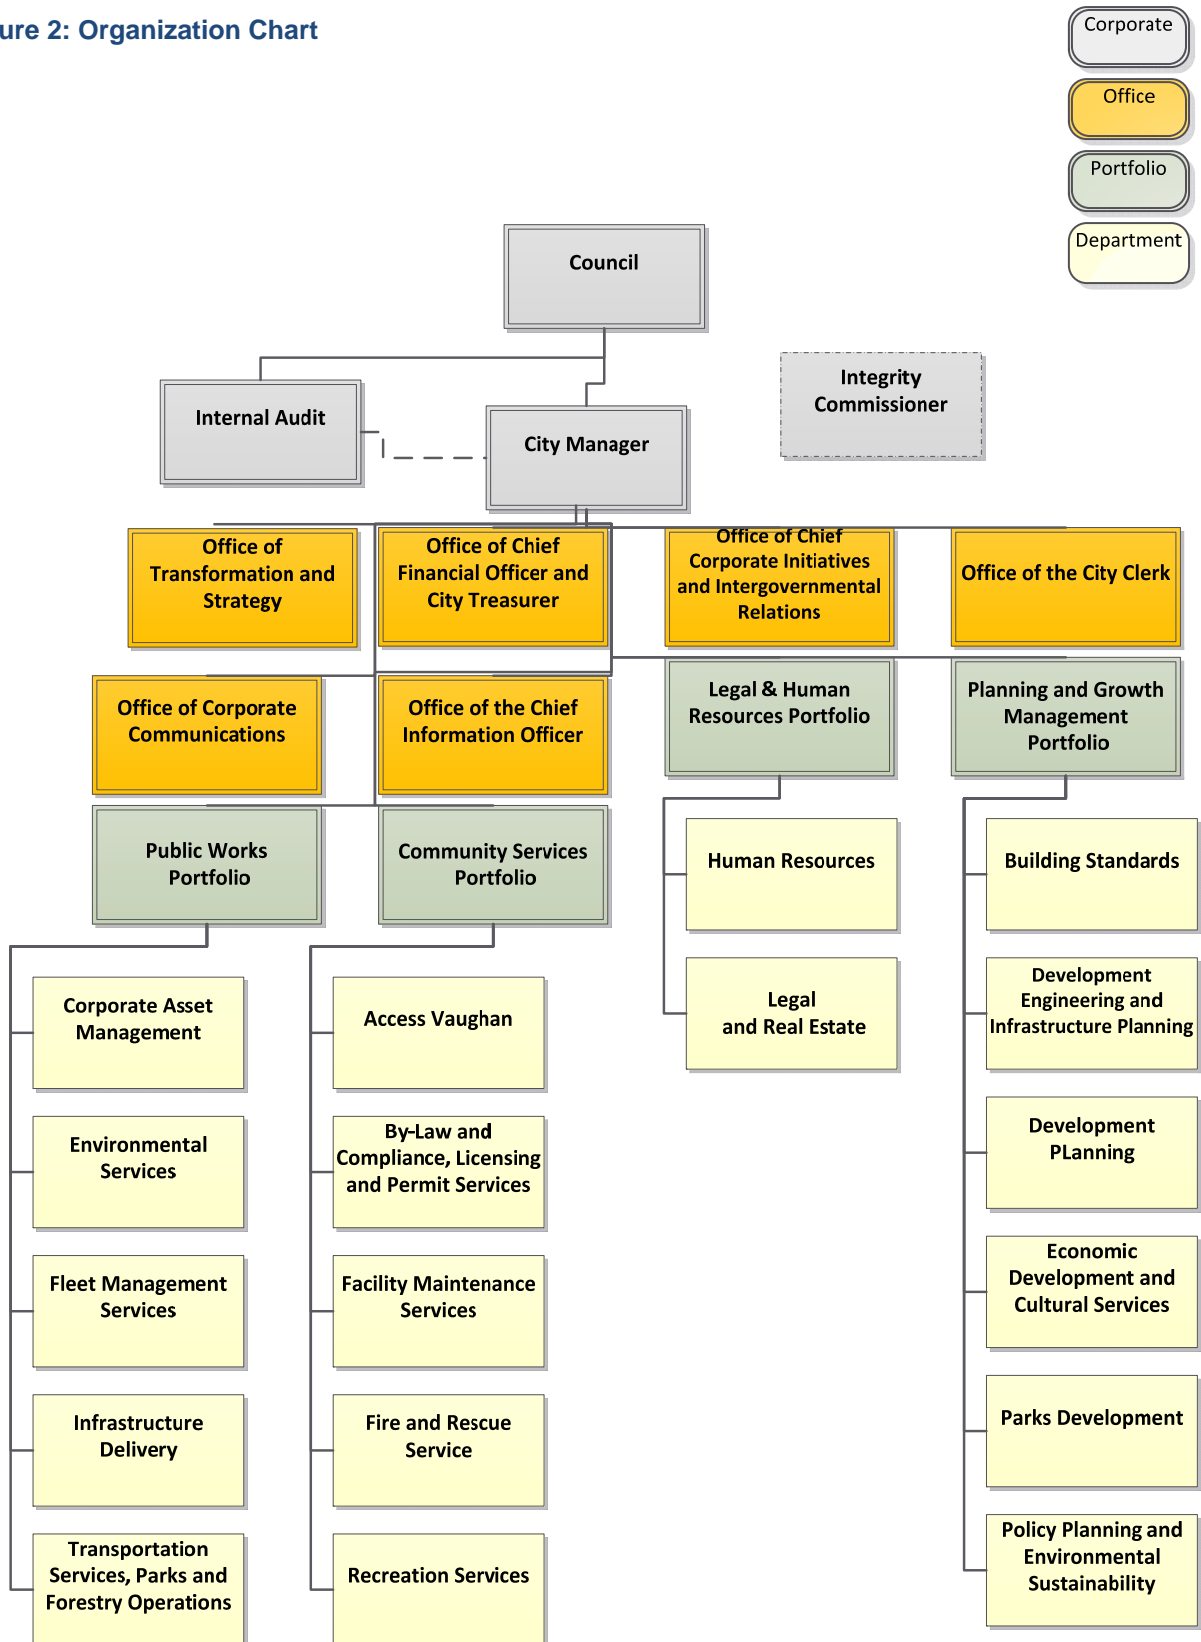 ure 2: Organization Chart
Corporate
Office
Portfolio
Department
Council
Internal Audit
City Manager
Integrity
Commissioner
Office of
Transformation and
Strategy
Office of Chief
Financial Officer and
City Treasurer
Office of Chief
Corporate Initiatives
and Intergovernmental
Relations
Office of the City Clerk
Office of Corporate
Communications
Office of the Chief
Information Officer
Legal & Human
Resources Portfolio
Planning and Growth
Management
Portfolio
Public Works
Portfolio
Community Services
Portfolio
Human Resources
Legal
and Real Estate
Building Standards
Development
Engineering and
Infrastructure Planning
Development
PLanning
Economic
Development and
Cultural Services
Parks Development
Policy Planning and
Environmental
Sustainability
Corporate Asset
Management
Environmental
Services
Fleet Management
Services
Infrastructure
Delivery
Transportation
Services, Parks and
Forestry Operations
Access Vaughan
By-Law and
Compliance, Licensing
and Permit Services
Facility Maintenance
Services
Fire and Rescue
Service
Recreation Services